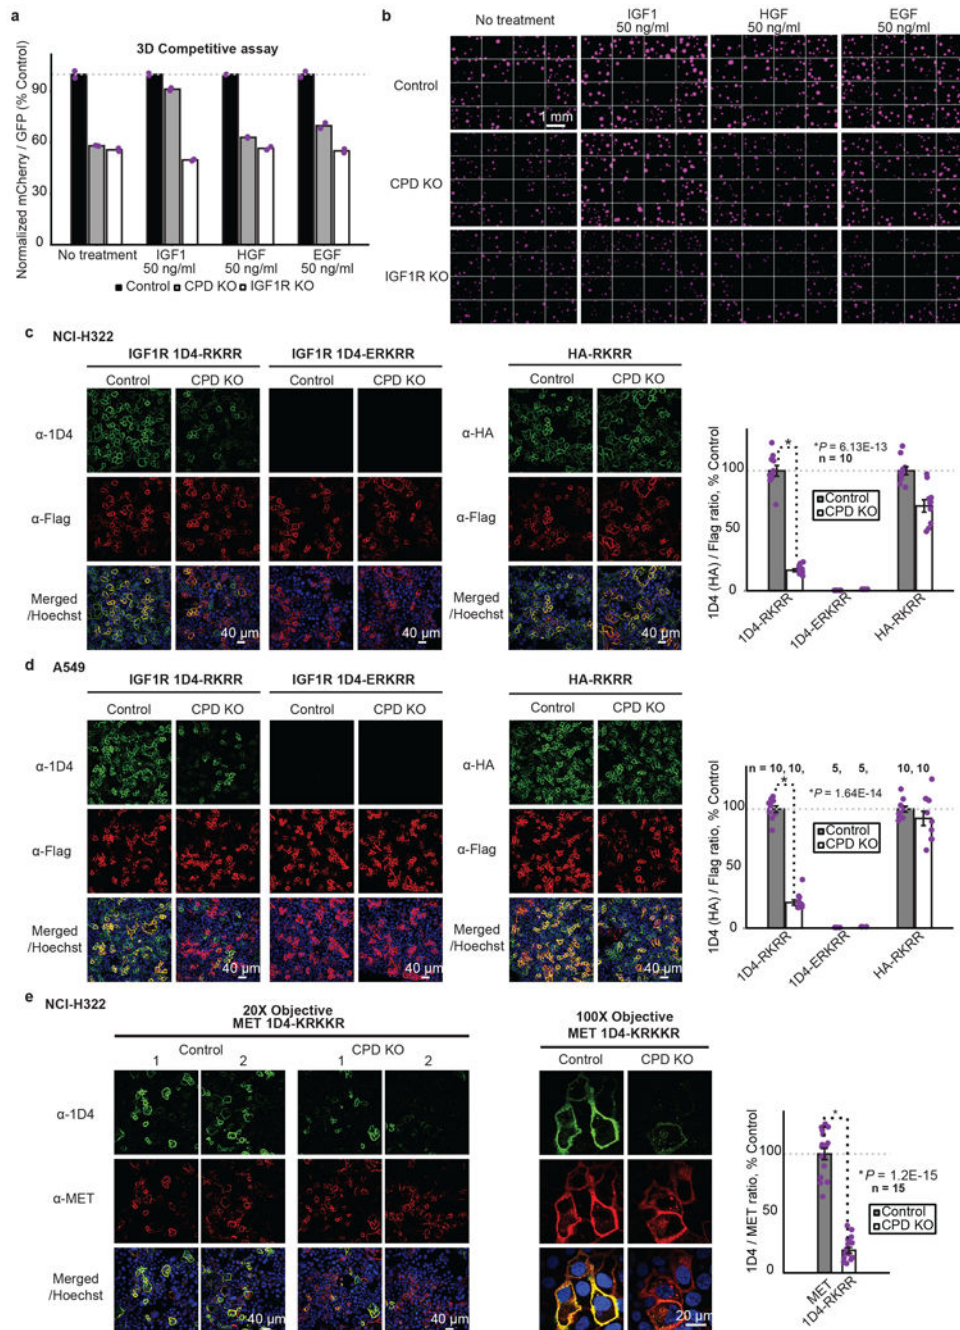 a
3D Competitive assay
Normalized mCherry / GFP (% Control)
90
60
30
0
No treatment IGF1 50 ng/ml HGF 50 ng/ml EGF 50 ng/ml
Control CPD KO IGF1R KO
b
No treatment IGF1 50 ng/ml HGF 50 ng/ml EGF 50 ng/ml
Control
1 mm
CPD KO
IGF1R KO
c NCI-H322
IGF1R 1D4-RKRR IGF1R 1D4-ERKRR HA-RKRR
Control CPD KO Control CPD KO Control CPD KO
α-1D4
α-HA
α-Flag
α-Flag
Merged /Hoechst
40 µm 40 µm
Merged /Hoechst
40 µm
1D4 (HA) / Flag ratio, % Control
100
50
0
*
*P = 6.13E-13
n = 10
Control
CPD KO
1D4-RKRR 1D4-ERKRR HA-RKRR
d A549
IGF1R 1D4-RKRR IGF1R 1D4-ERKRR HA-RKRR
Control CPD KO Control CPD KO Control CPD KO
α-1D4
α-HA
α-Flag
α-Flag
Merged /Hoechst
40 µm 40 µm
Merged /Hoechst
40 µm
1D4 (HA) / Flag ratio, % Control
100
50
0
n = 10, 10, 5, 5, 10, 10
*
*P = 1.64E-14
Control
CPD KO
1D4-RKRR 1D4-ERKRR HA-RKRR
e NCI-H322
20X Objective
MET 1D4-KRKKR
Control CPD KO
1 2 1 2
α-1D4
α-MET
Merged /Hoechst
40 µm 40 µm
100X Objective
MET 1D4-KRKKR
Control CPD KO
20 µm
1D4 / MET ratio, % Control
100
50
0
*
*P = 1.2E-15
n = 15
Control
CPD KO
MET
1D4-RKRR